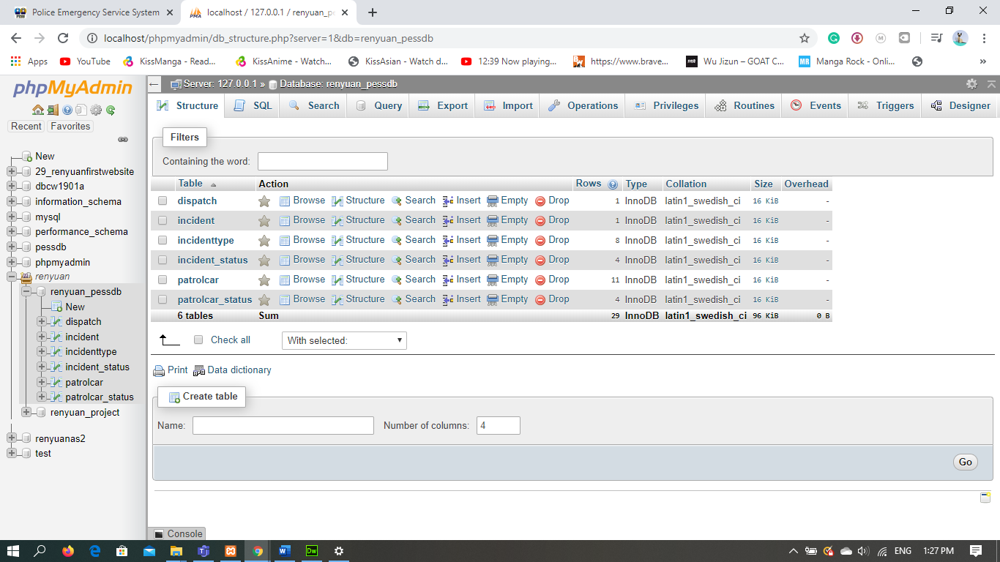 Police Emergency Service System
localhost / 127.0.0.1 / renyuan_pe
localhost/phpmyadmin/db_structure.php?server=1&db=renyuan_pessdb
Apps YouTube KissManga - Read... KissAnime - Watch... KissAsian - Watch d... 12:39 Now playing... https://www.brave... Wu Jizun – GOAT C... MR Manga Rock - Onli... »
phpMyAdmin
Recent Favorites
New
29_renyuanfirstwebsite
dbcw1901a
information_schema
mysql
performance_schema
pessdb
phpmyadmin
renyuan
renyuan_pessdb
New
dispatch
incident
incidenttype
incident_status
patrolcar
patrolcar_status
renyuan_project
renyuanas2
test
Server: 127.0.0.1 » Database: renyuan_pessdb
Structure SQL Search Query Export Import Operations Privileges Routines Events Triggers Designer
Filters
Containing the word:
Table Action Rows Type Collation Size Overhead
dispatch Browse Structure Search Insert Empty Drop 1 InnoDB latin1_swedish_ci 16 KiB -
incident Browse Structure Search Insert Empty Drop 1 InnoDB latin1_swedish_ci 16 KiB -
incidenttype Browse Structure Search Insert Empty Drop 8 InnoDB latin1_swedish_ci 16 KiB -
incident_status Browse Structure Search Insert Empty Drop 4 InnoDB latin1_swedish_ci 16 KiB -
patrolcar Browse Structure Search Insert Empty Drop 11 InnoDB latin1_swedish_ci 16 KiB -
patrolcar_status Browse Structure Search Insert Empty Drop 4 InnoDB latin1_swedish_ci 16 KiB -
6 tables Sum 29 InnoDB latin1_swedish_ci 96 KiB 0 B
Check all With selected:
Print Data dictionary
Create table
Name: Number of columns: 4
Go
Console
ENG 1:27 PM